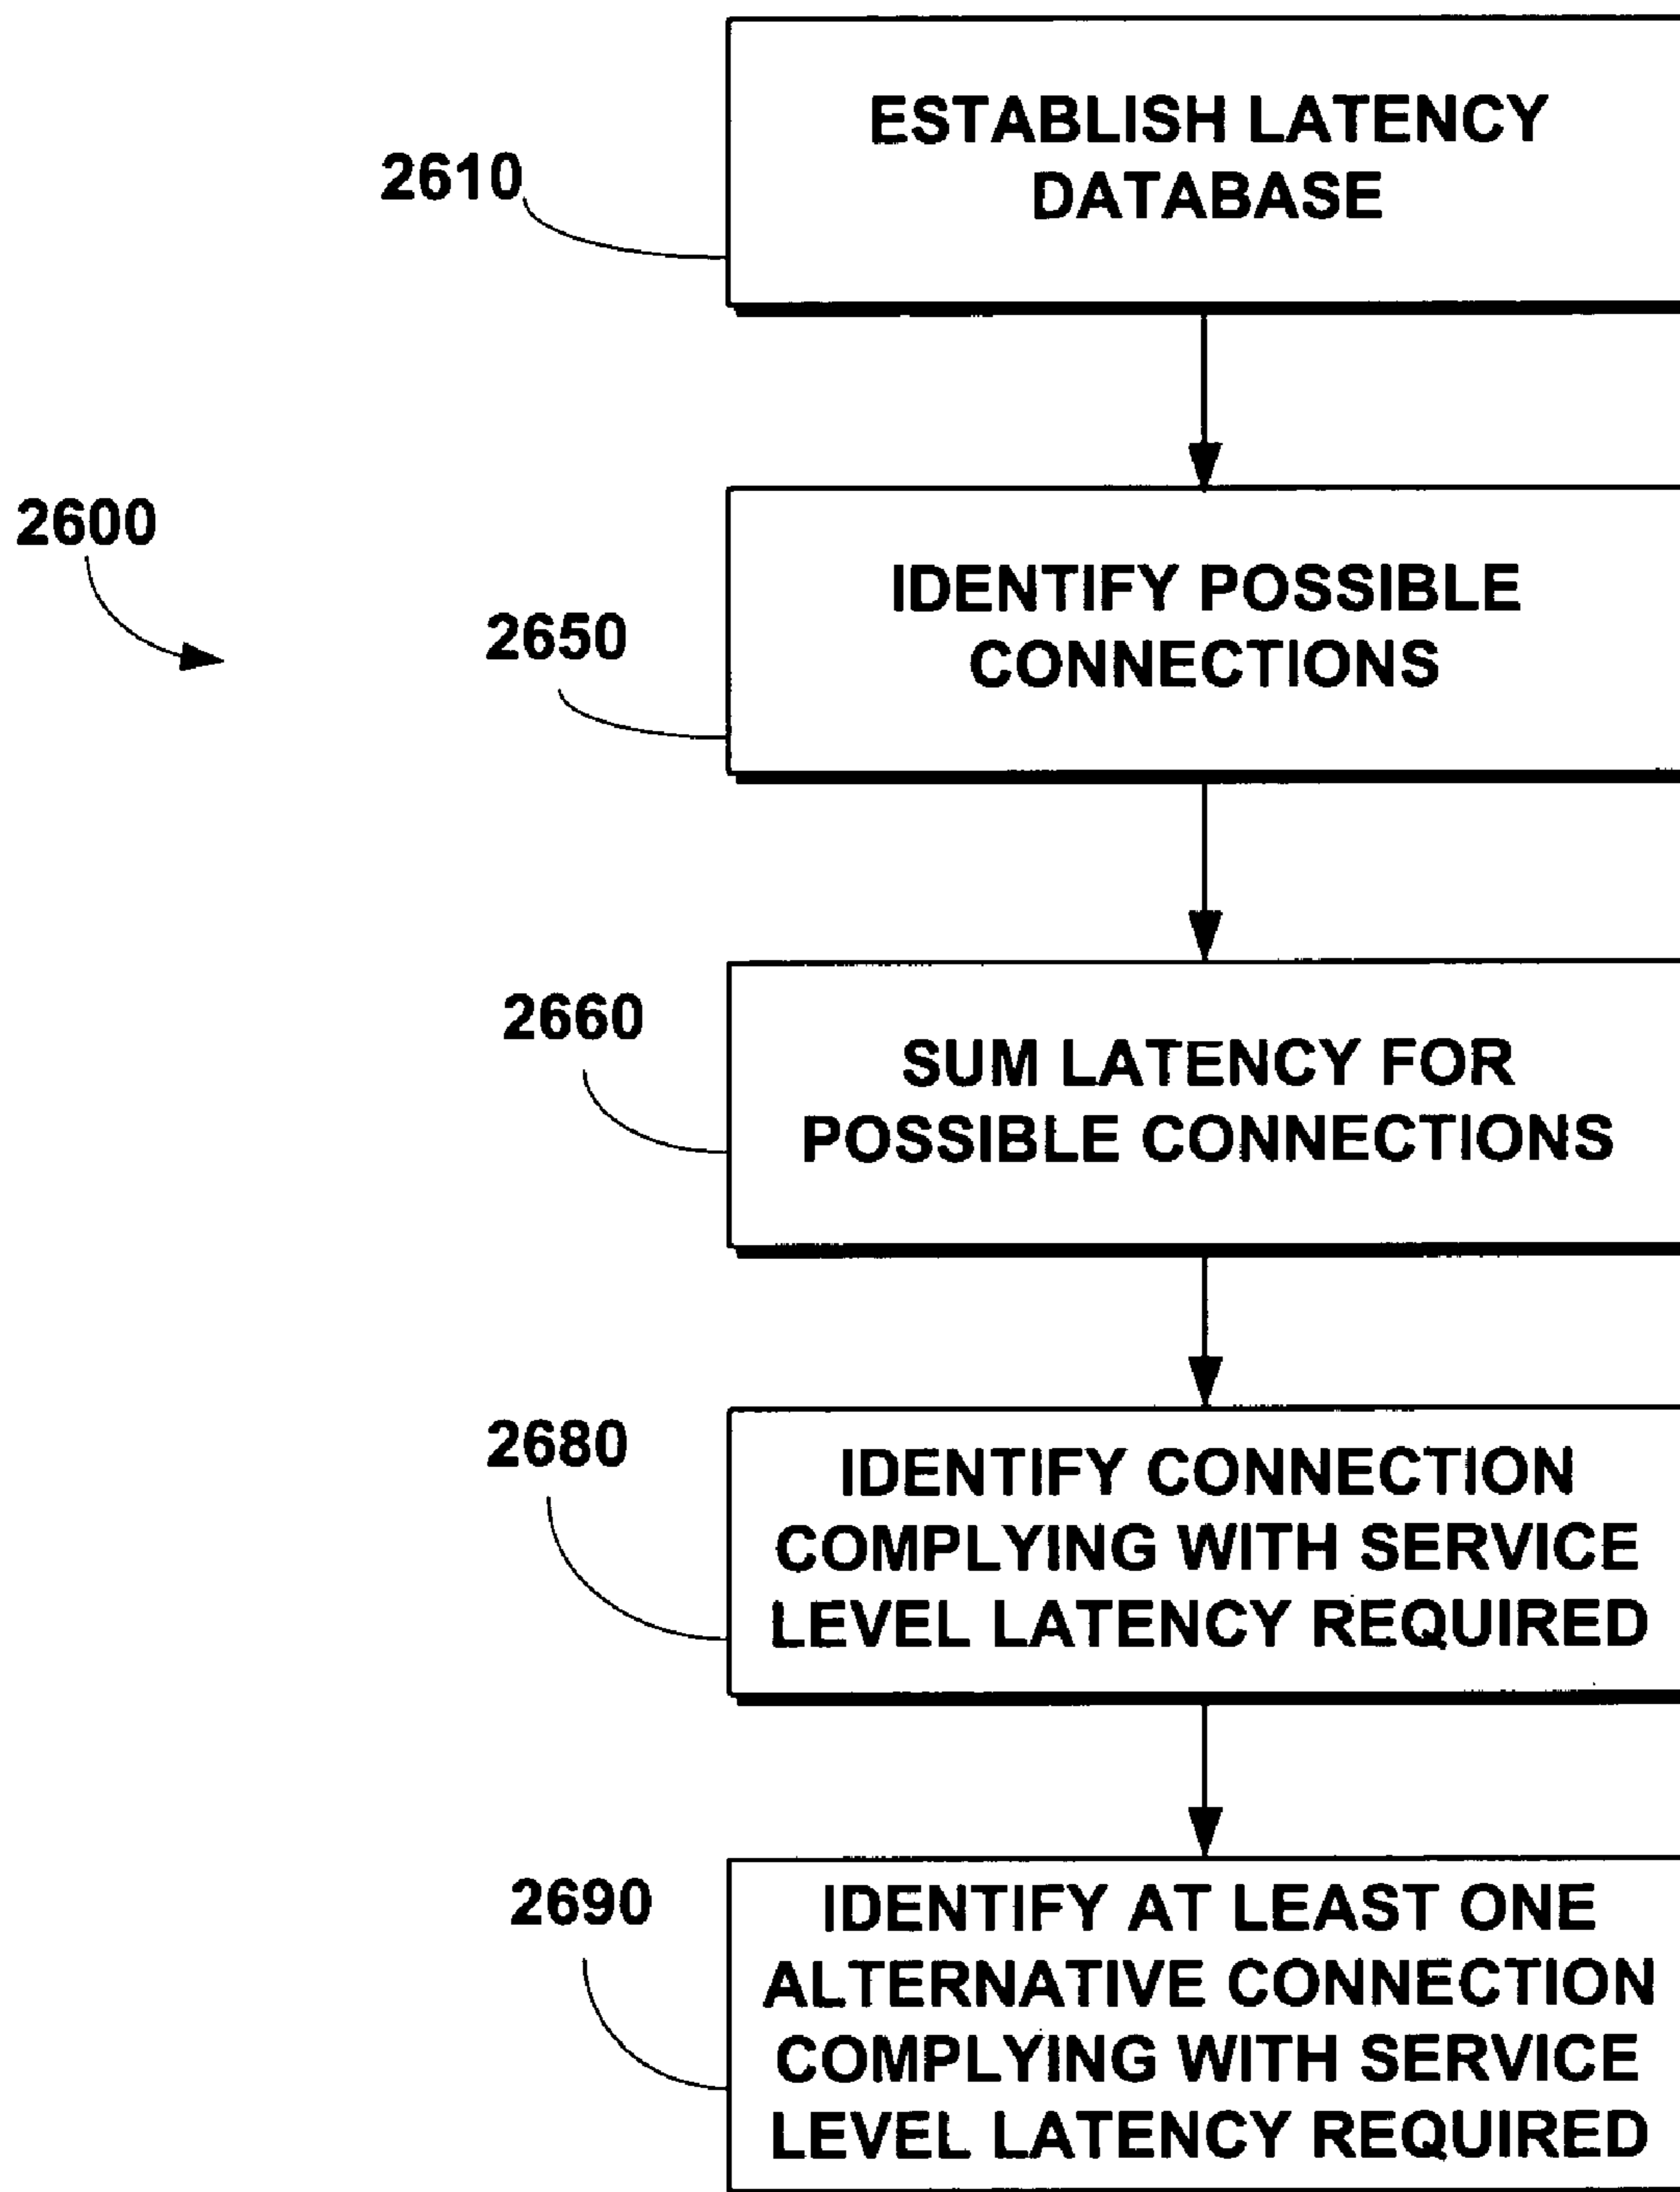 2610
ESTABLISH LATENCY
DATABASE
2600
2650
IDENTIFY POSSIBLE
CONNECTIONS
2660
SUM LATENCY FOR
POSSIBLE CONNECTIONS
2680
IDENTIFY CONNECTION
COMPLYING WITH SERVICE
LEVEL LATENCY REQUIRED
2690
IDENTIFY AT LEAST ONE
ALTERNATIVE CONNECTION
COMPLYING WITH SERVICE
LEVEL LATENCY REQUIRED